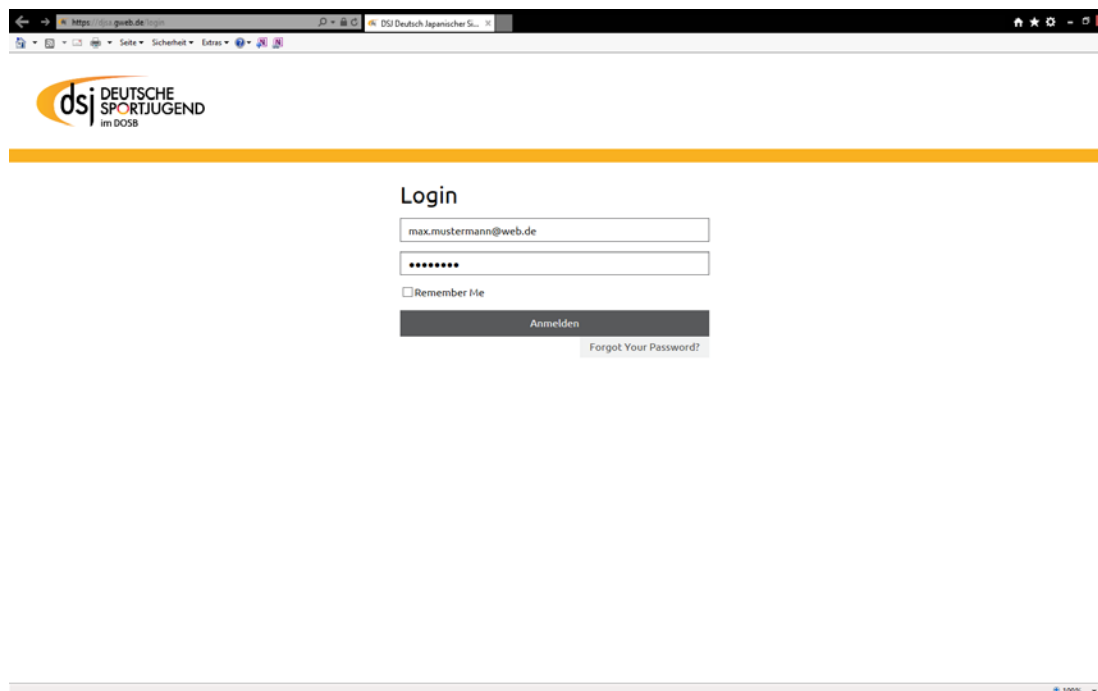 https://djsa.gweb.de/login
DSJ Deutsch Japanischer Si...
Seite
Sicherheit
Extras
dsj DEUTSCHE
SPORTJUGEND
im DOSB
Login
max.mustermann@web.de
Remember Me
Anmelden
Forgot Your Password?
100%